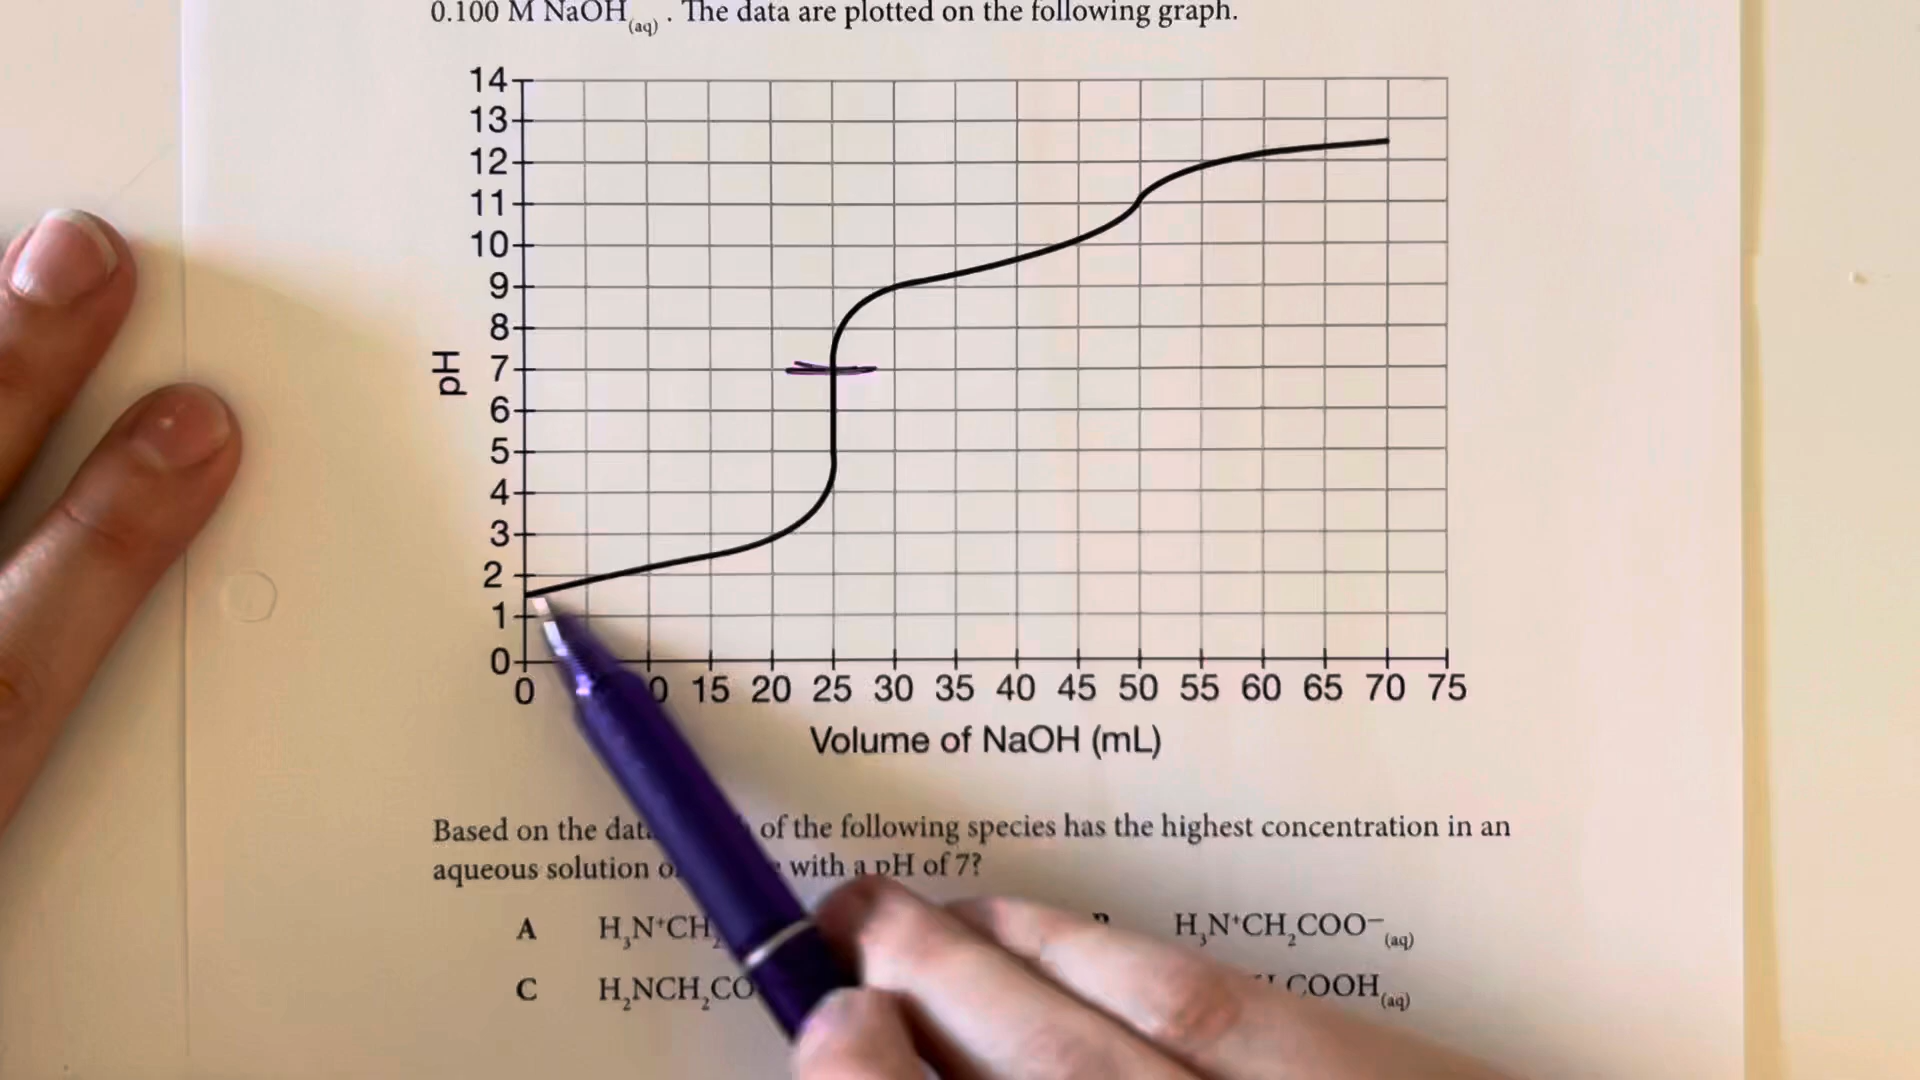 0.100 M NaOH(aq) . The data are plotted on the following graph.
14
13
12
11
10
9
8
7
6
5
4
3
2
1
0
pH
0 15 20 25 30 35 40 45 50 55 60 65 70 75
Volume of NaOH (mL)
Based on the of the following species has the highest concentration in an
aqueous solution with a pH of 7?
A H₃N⁺CH₂ H₃N⁺CH₂COO⁻(aq)
C H₂NCH₂CO COOH(aq)